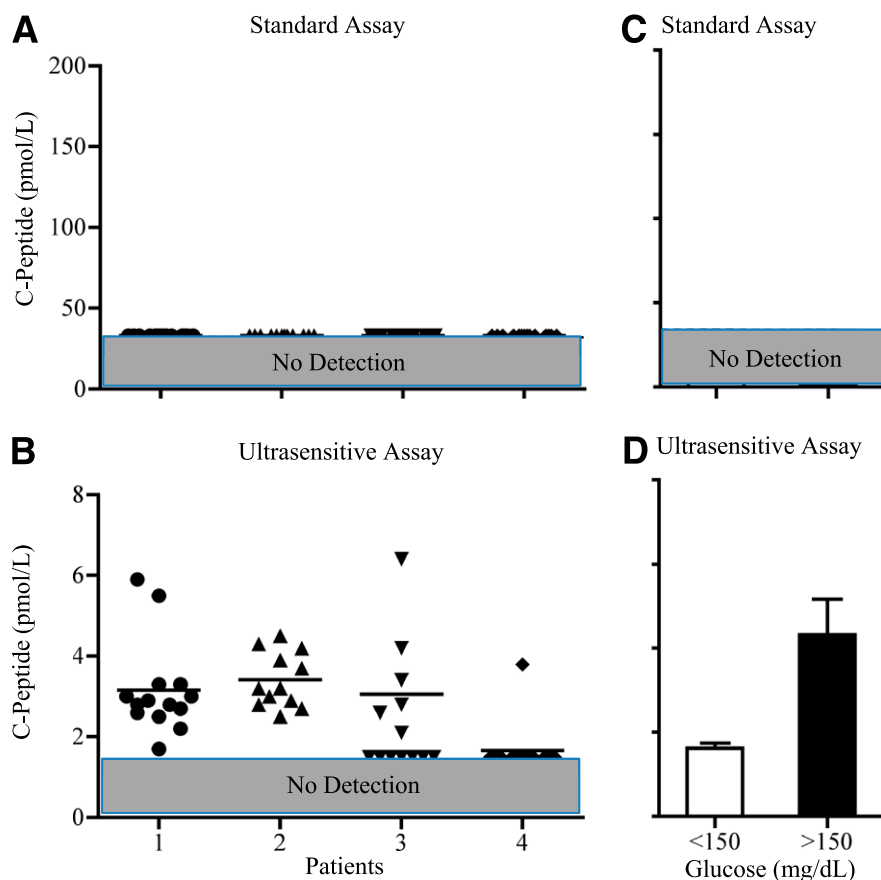 A
Standard Assay
C-Peptide (pmol/L)
200
150
100
50
0
No Detection
C
Standard Assay
No Detection
B
Ultrasensitive Assay
C-Peptide (pmol/L)
8
6
4
2
0
No Detection
1 2 3 4
Patients
D
Ultrasensitive Assay
<150 >150
Glucose (mg/dL)